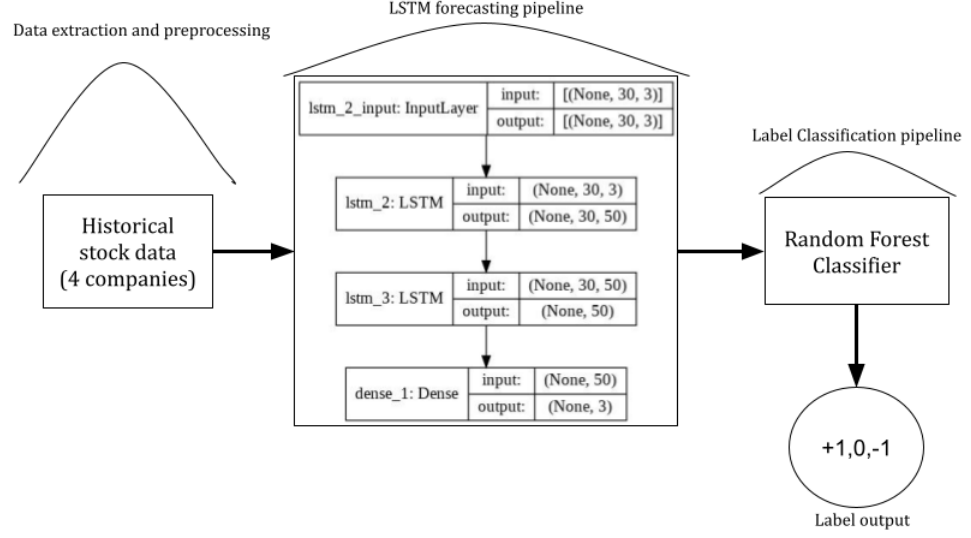 LSTM forecasting pipeline
Data extraction and preprocessing
lstm_2_input: InputLayer
input: [(None, 30, 3)]
output: [(None, 30, 3)]
Label Classification pipeline
lstm_2: LSTM
input: (None, 30, 3)
output: (None, 30, 50)
Historical
stock data
(4 companies)
Random Forest
Classifier
lstm_3: LSTM
input: (None, 30, 50)
output: (None, 50)
dense_1: Dense
input: (None, 50)
output: (None, 3)
+1,0,-1
Label output